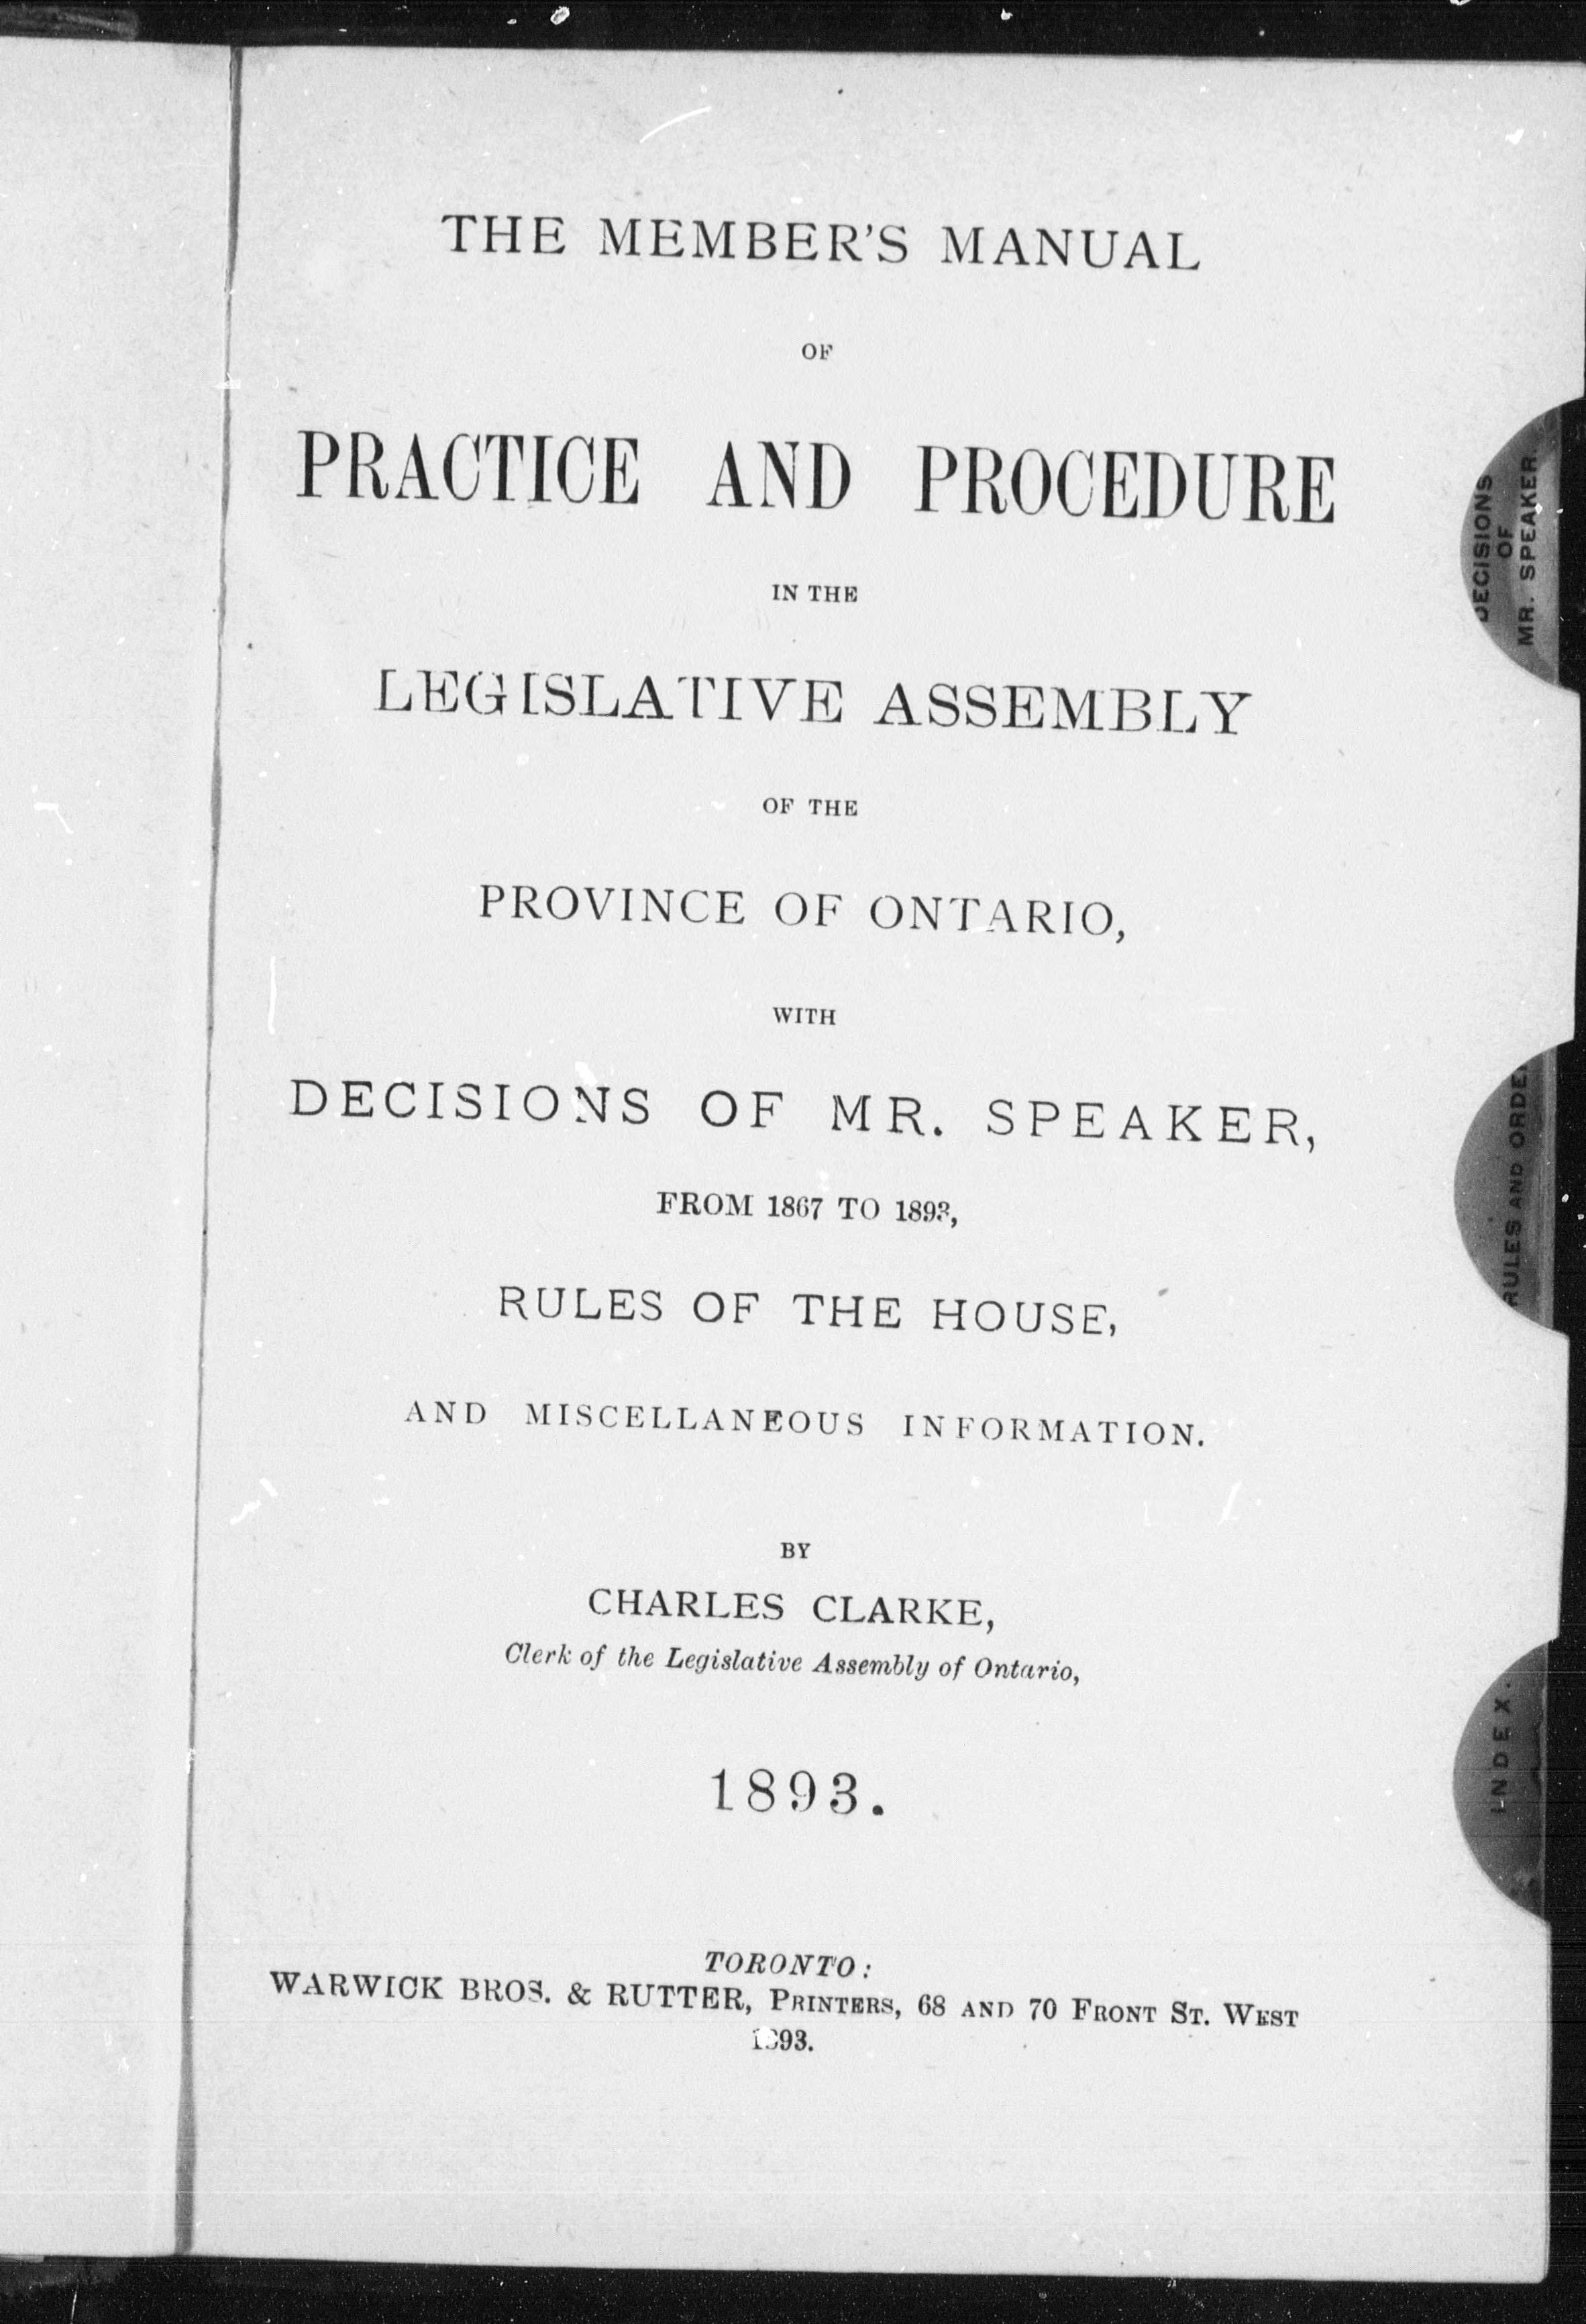 THE MEMBER'S MANUAL
OF
PRACTICE AND PROCEDURE
IN THE
LEGISLATIVE ASSEMBLY
OF THE
PROVINCE OF ONTARIO,
WITH
DECISIONS OF MR. SPEAKER,
FROM 1867 TO 1893,
RULES OF THE HOUSE,
AND MISCELLANEOUS INFORMATION.
BY
CHARLES CLARKE,
Clerk of the Legislative Assembly of Ontario,
1893.
TORONTO:
WARWICK BROS. & RUTTER, PRINTERS, 68 AND 70 FRONT ST. WEST
1893.
DECISIONS
OF
MR. SPEAKER.
RULES AND ORDE
INDEX.